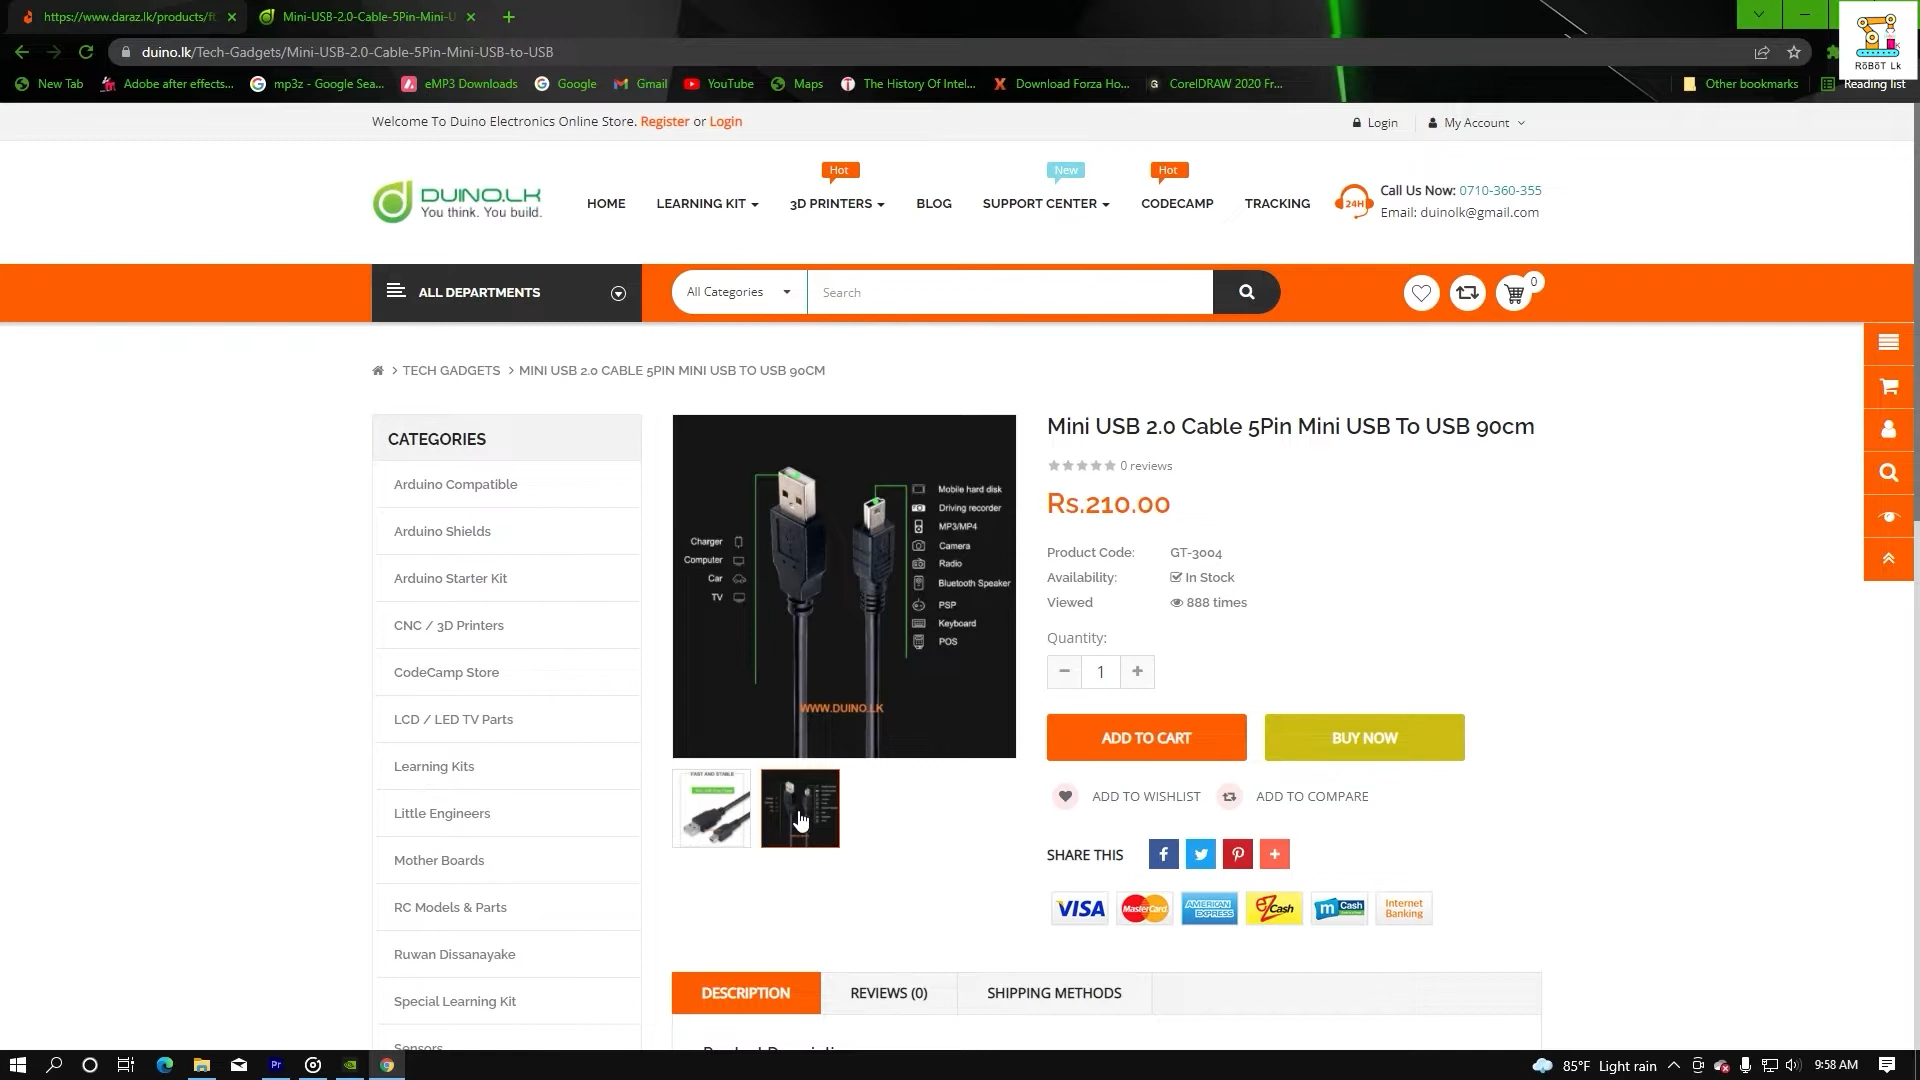 https://www.daraz.lk/products/ft
Mini-USB-2.0-Cable-5Pin-Mini-U
duino.lk/Tech-Gadgets/Mini-USB-2.0-Cable-5Pin-Mini-USB-to-USB
RōBōT Lk
New Tab
Adobe after effects...
mp3z - Google Sea...
eMP3 Downloads
Google
Gmail
YouTube
Maps
The History Of Intel...
Download Forza Ho...
CorelDRAW 2020 Fr...
Other bookmarks
Reading list
Welcome To Duino Electronics Online Store. Register or Login
Login
My Account
Hot
New
Hot
DUINO.LK
You think. You build.
HOME
LEARNING KIT
3D PRINTERS
BLOG
SUPPORT CENTER
CODECAMP
TRACKING
24H
Call Us Now: 0710-360-355
Email: duinolk@gmail.com
ALL DEPARTMENTS
All Categories
Search
0
TECH GADGETS
MINI USB 2.0 CABLE 5PIN MINI USB TO USB 90CM
CATEGORIES
Arduino Compatible
Arduino Shields
Arduino Starter Kit
CNC / 3D Printers
CodeCamp Store
LCD / LED TV Parts
Learning Kits
Little Engineers
Mother Boards
RC Models & Parts
Ruwan Dissanayake
Special Learning Kit
Sensors
Charger
Computer
Car
TV
Mobile hard disk
Driving recorder
MP3/MP4
Camera
Radio
Bluetooth Speaker
PSP
Keyboard
POS
WWW.DUINO.LK
FAST AND STABLE
Mini USB 2.0 Cable 5Pin Mini USB To USB 90cm
0 reviews
Rs.210.00
Product Code: GT-3004
Availability: In Stock
Viewed 888 times
Quantity:
1
ADD TO CART
BUY NOW
ADD TO WISHLIST
ADD TO COMPARE
SHARE THIS
VISA
MasterCard
AMERICAN EXPRESS
eZCash
mCash
Internet Banking
DESCRIPTION
REVIEWS (0)
SHIPPING METHODS
Product Description
Pr
85°F Light rain
9:58 AM